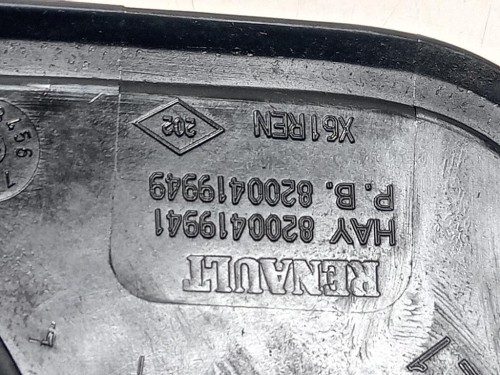 RENAULT
HAY 8200419941
P.B. 8200419949
X61REN
202